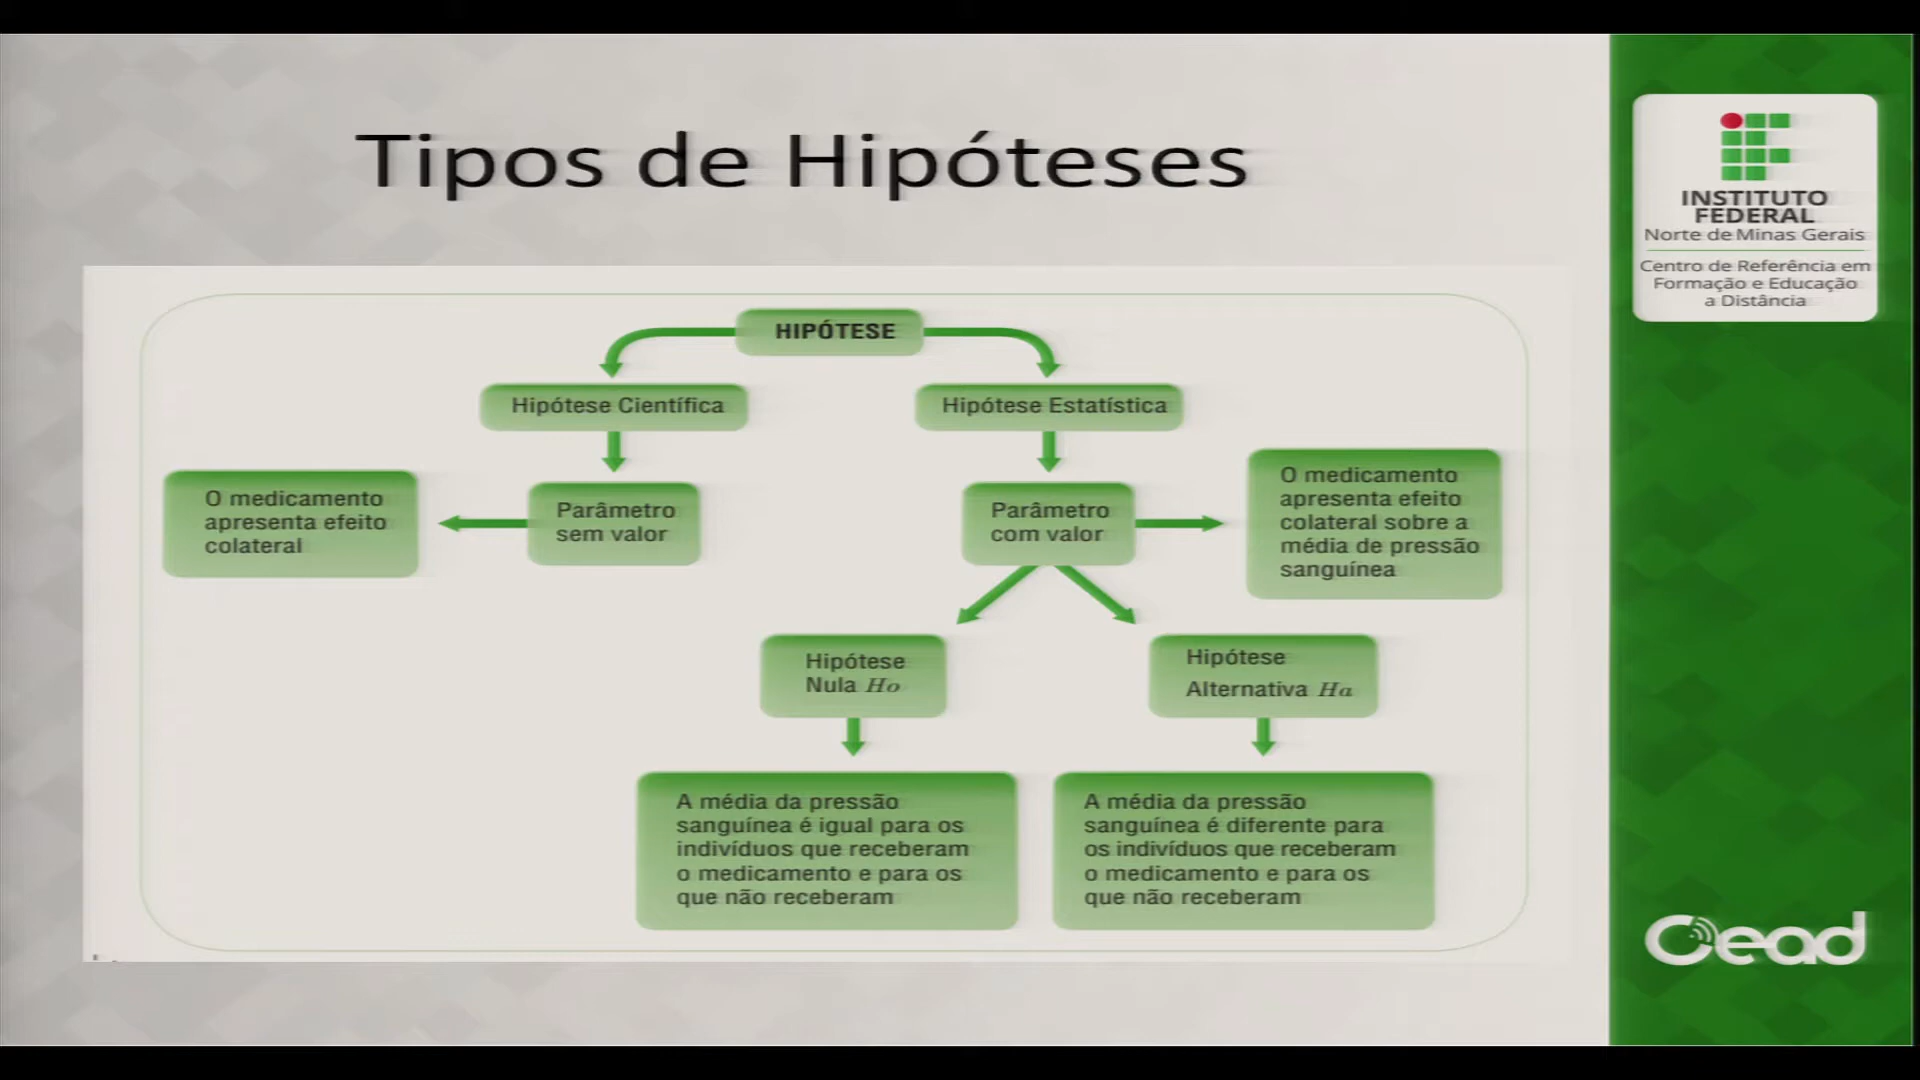 Tipos de Hipóteses
HIPÓTESE
Hipótese Científica
Hipótese Estatística
O medicamento
apresenta efeito
colateral
Parâmetro
sem valor
Parâmetro
com valor
O medicamento
apresenta efeito
colateral sobre a
média de pressão
sanguínea
Hipótese
Nula Ho
Hipótese
Alternativa Ha
A média da pressão
sanguínea é igual para os
indivíduos que receberam
o medicamento e para os
que não receberam
A média da pressão
sanguínea é diferente para
os indivíduos que receberam
o medicamento e para os
que não receberam
INSTITUTO
FEDERAL
Norte de Minas Gerais
Centro de Referência em
Formação e Educação
a Distância
Cead